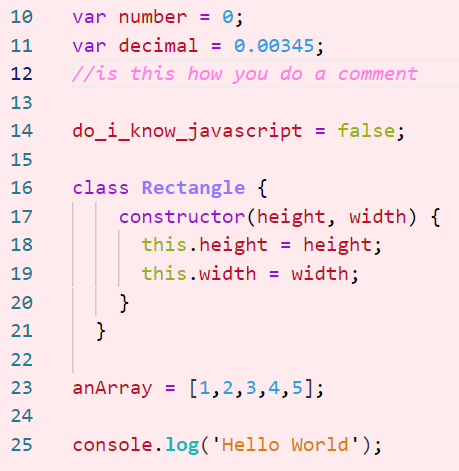 10 var number = 0;
11 var decimal = 0.00345;
12 //is this how you do a comment
13
14 do_i_know_javascript = false;
15
16 class Rectangle {
17     constructor(height, width) {
18       this.height = height;
19       this.width = width;
20     }
21   }
22
23 anArray = [1,2,3,4,5];
24
25 console.log('Hello World');